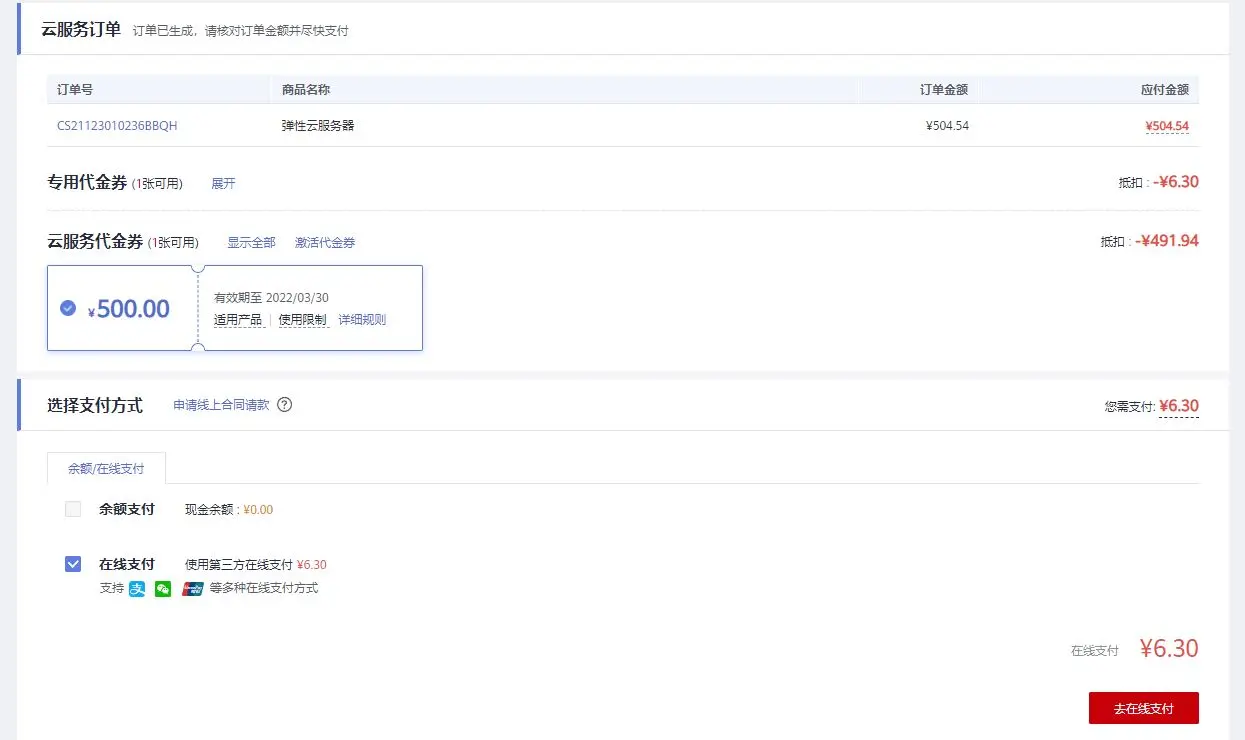 云服务订单 订单已生成，请核对订单金额并尽快支付
订单号 商品名称 订单金额 应付金额
CS21123010236BBQH 弹性云服务器 ¥504.54 ¥504.54
专用代金券 (1张可用) 展开 抵扣 : -¥6.30
云服务代金券 (1张可用) 显示全部 激活代金券 抵扣 : -¥491.94
¥500.00
有效期至 2022/03/30
适用产品 | 使用限制 详细规则
选择支付方式 申请线上合同请款 ? 您需支付: ¥6.30
余额/在线支付
余额支付 现金余额 : ¥0.00
在线支付 使用第三方在线支付 ¥6.30
支持 支 等多种在线支付方式
在线支付 ¥6.30
去在线支付